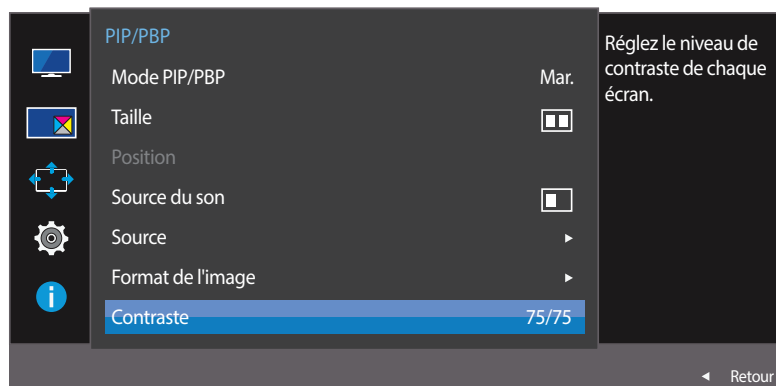 PIP/PBP
Mode PIP/PBP Mar.
Taille
Position
Source du son
Source
Format de l'image
Contraste 75/75
Réglez le niveau de
contraste de chaque
écran.
Retour